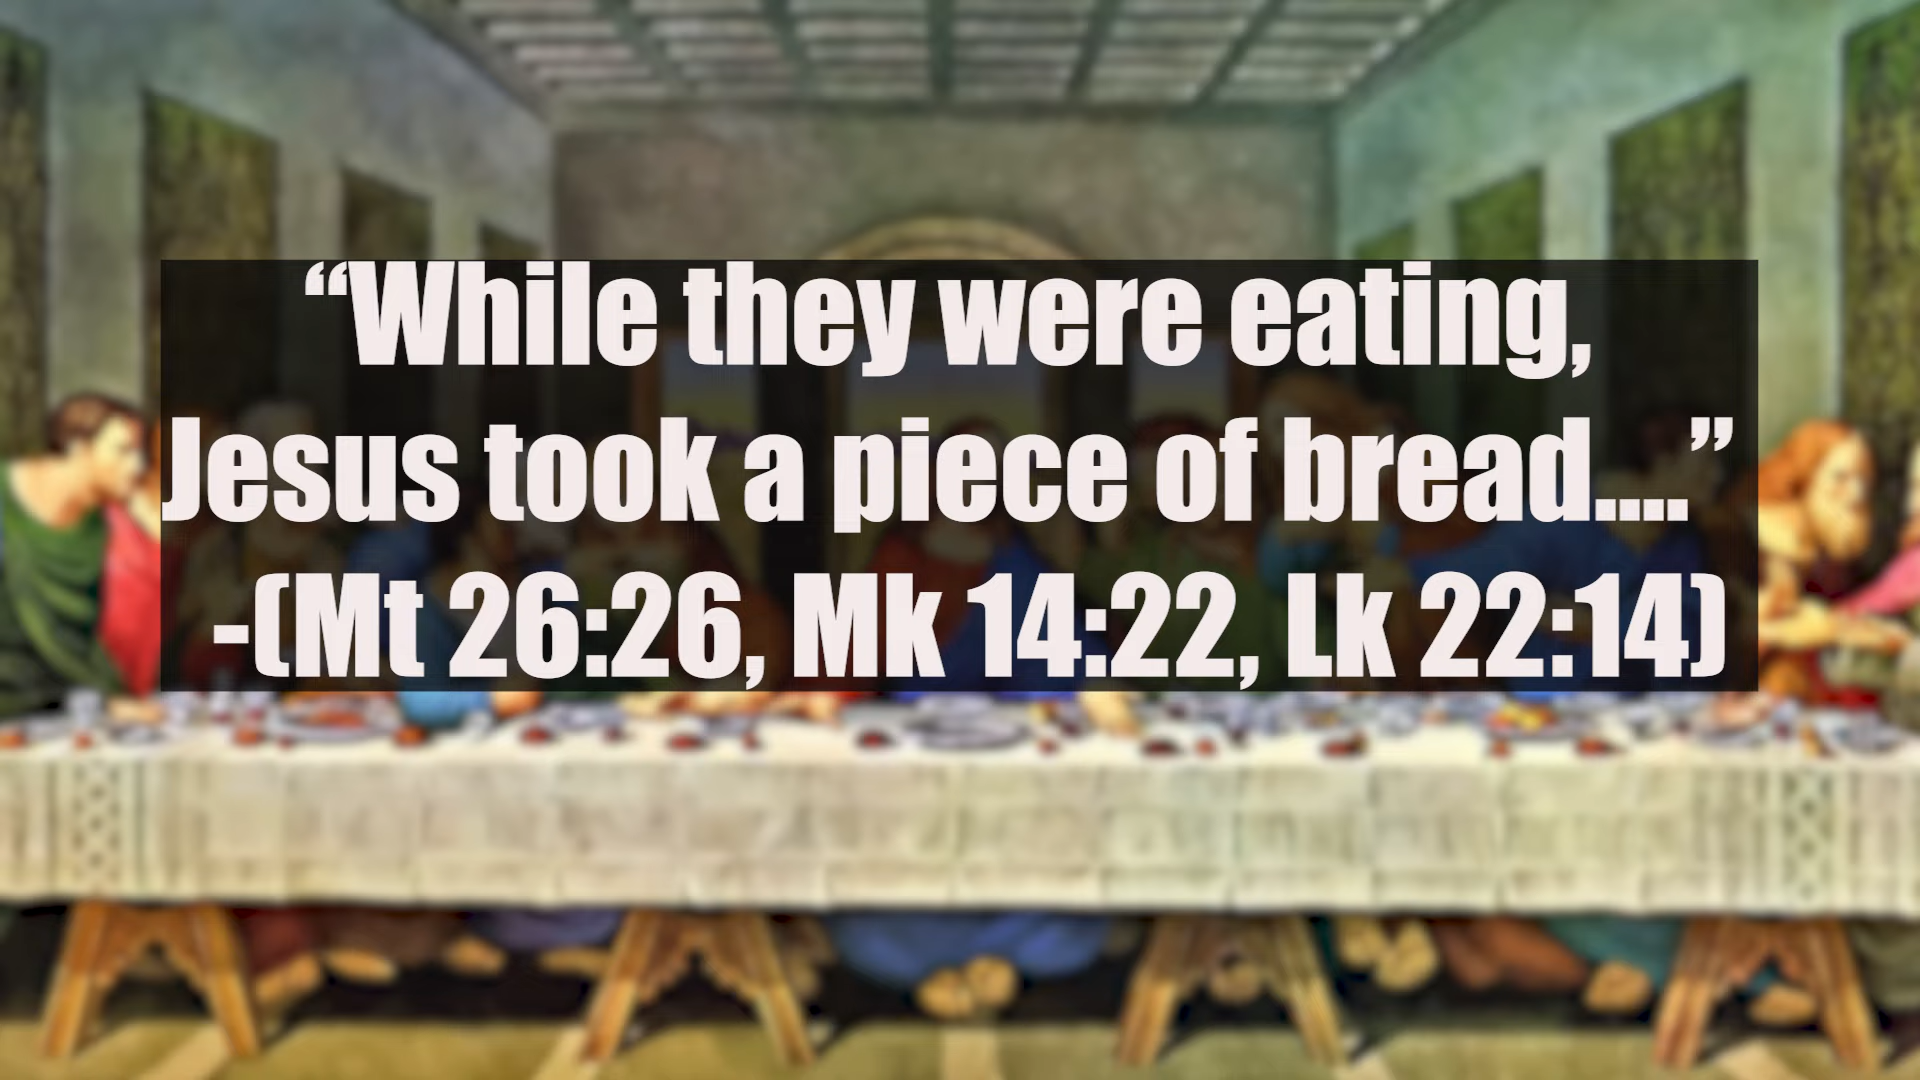 “While they were eating,
Jesus took a piece of bread....”
-(Mt 26:26, Mk 14:22, Lk 22:14)